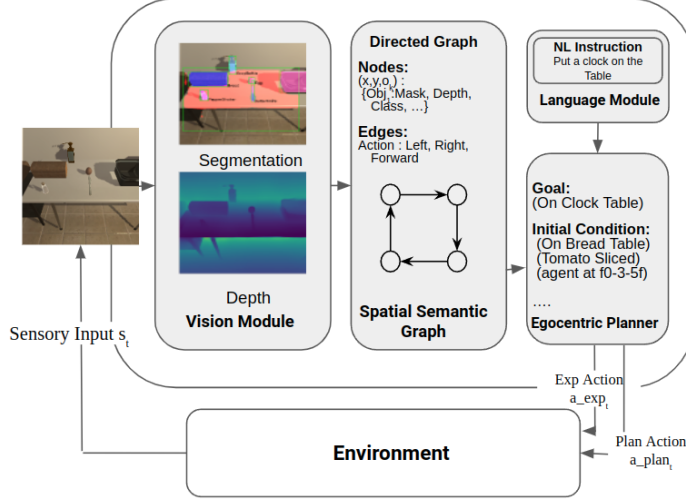 Segmentation
Depth
Vision Module
Directed Graph
Nodes:
(x,y,o_t) :
{Obj_t:Mask, Depth,
Class, ...}
Edges:
Action : Left, Right,
Forward
Spatial Semantic
Graph
NL Instruction
Put a clock on the
Table
Language Module
Goal:
(On Clock Table)
Initial Condition:
(On Bread Table)
(Tomato Sliced)
(agent at f0-3-5f)
....
Egocentric Planner
Sensory Input s_t
Exp Action
a_exp_t
Plan Action
a_plan_t
Environment